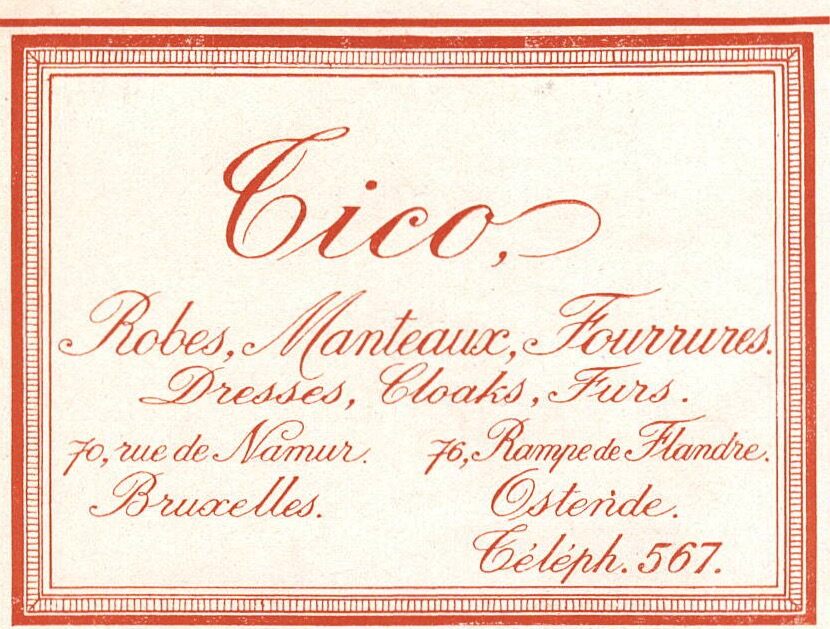 Tico,
Robes, Manteaux, Fourrures.
Dresses, Cloaks, Furs.
70, rue de Namur. 76, Rampe de Flandre.
Bruxelles. Ostende.
Téléph. 567.